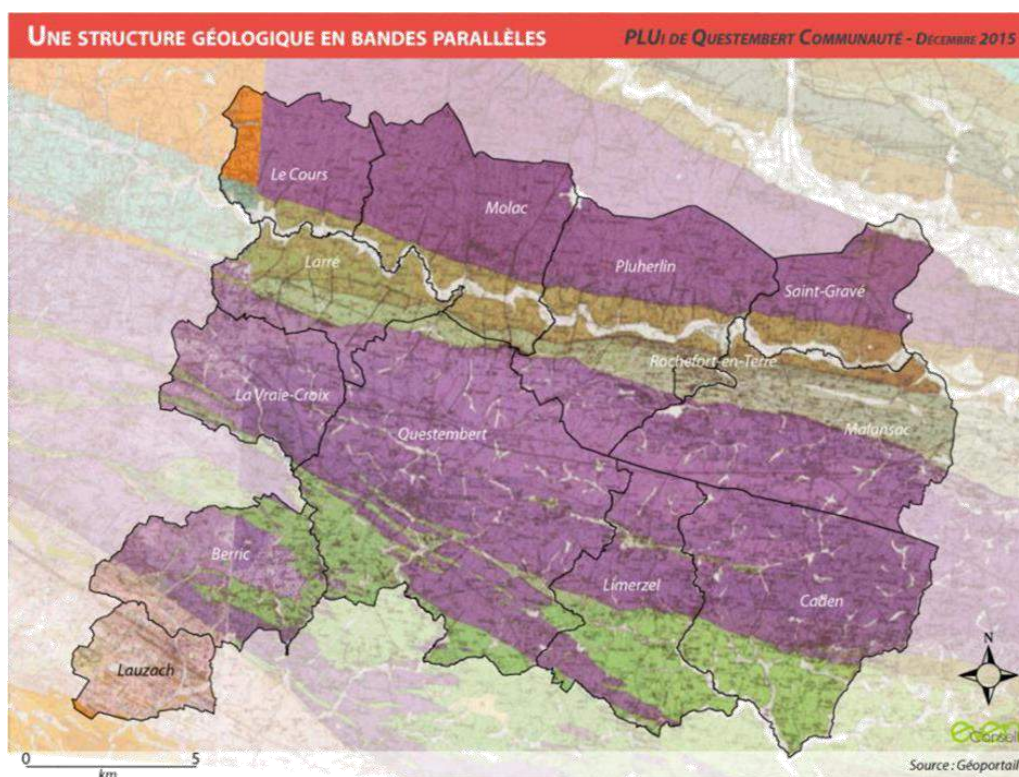 UNE STRUCTURE GÉOLOGIQUE EN BANDES PARALLÈLES
PLUI DE QUESTEMBERT COMMUNAUTÉ - DÉCEMBRE 2015
Le Cours
Molac
Larré
Pluherlin
Saint-Gravé
Rochefort-en-Terre
La Vraie-Croix
Questembert
Malansac
Berric
Limerzel
Caden
Lauzach
N
Conseil
0 5
km
Source : Géoportail